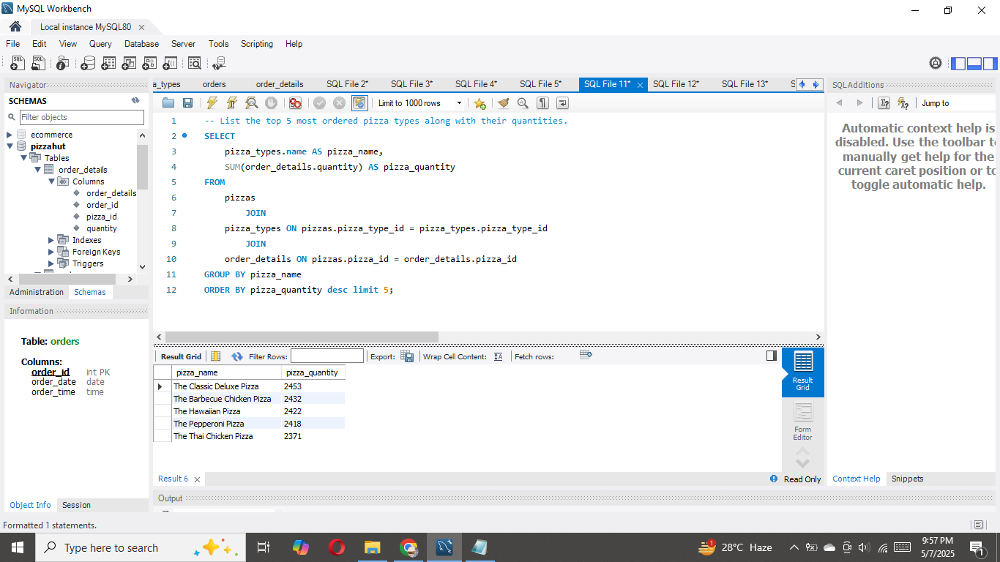 MySQL Workbench
Local instance MySQL80
File Edit View Query Database Server Tools Scripting Help
Navigator
SCHEMAS
Filter objects
ecommerce
pizzahut
Tables
order_details
Columns
order_details
order_id
pizza_id
quantity
Indexes
Foreign Keys
Triggers
Administration Schemas
Information
Table: orders
Columns:
order_id int PK
order_date date
order_time time
Object Info Session
a_types orders order_details SQL File 2* SQL File 3* SQL File 4* SQL File 5* SQL File 11* SQL File 12* SQL File 13* S
Limit to 1000 rows
1 -- List the top 5 most ordered pizza types along with their quantities.
2 SELECT
3 pizza_types.name AS pizza_name,
4 SUM(order_details.quantity) AS pizza_quantity
5 FROM
6 pizzas
7 JOIN
8 pizza_types ON pizzas.pizza_type_id = pizza_types.pizza_type_id
9 JOIN
10 order_details ON pizzas.pizza_id = order_details.pizza_id
11 GROUP BY pizza_name
12 ORDER BY pizza_quantity desc limit 5;
Result Grid Filter Rows: Export: Wrap Cell Content: Fetch rows:
pizza_name pizza_quantity
The Classic Deluxe Pizza 2453
The Barbecue Chicken Pizza 2432
The Hawaiian Pizza 2422
The Pepperoni Pizza 2418
The Thai Chicken Pizza 2371
Result
Grid
Form
Editor
Result 6
Read Only
Output
SQLAdditions
Jump to
Automatic context help is
disabled. Use the toolbar to
manually get help for the
current caret position or to
toggle automatic help.
Context Help Snippets
Formatted 1 statements.
Type here to search
1
28°C Haze
9:57 PM
5/7/2025
1